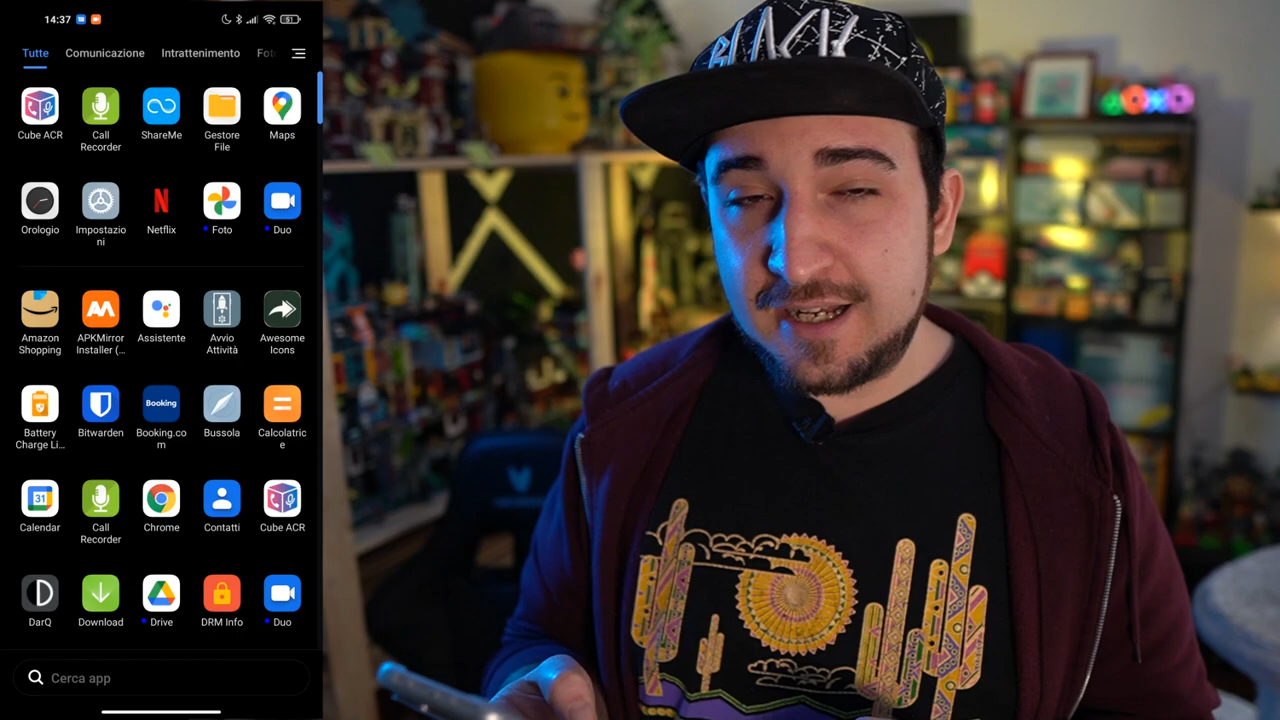 14:37
51
Tutte
Comunicazione
Intrattenimento
Cube ACR
Call
Recorder
ShareMe
Gestore
File
Maps
Orologio
Impostazio
ni
Netflix
Foto
Duo
Amazon
Shopping
APKMirror
Installer (...
Assistente
Avvio
Attività
Awesome
Icons
Battery
Charge Li...
Bitwarden
Booking
Booking.co
m
Bussola
Calcolatric
e
31
Calendar
Call
Recorder
Chrome
Contatti
Cube ACR
DarQ
Download
Drive
DRM Info
Duo
Cerca app